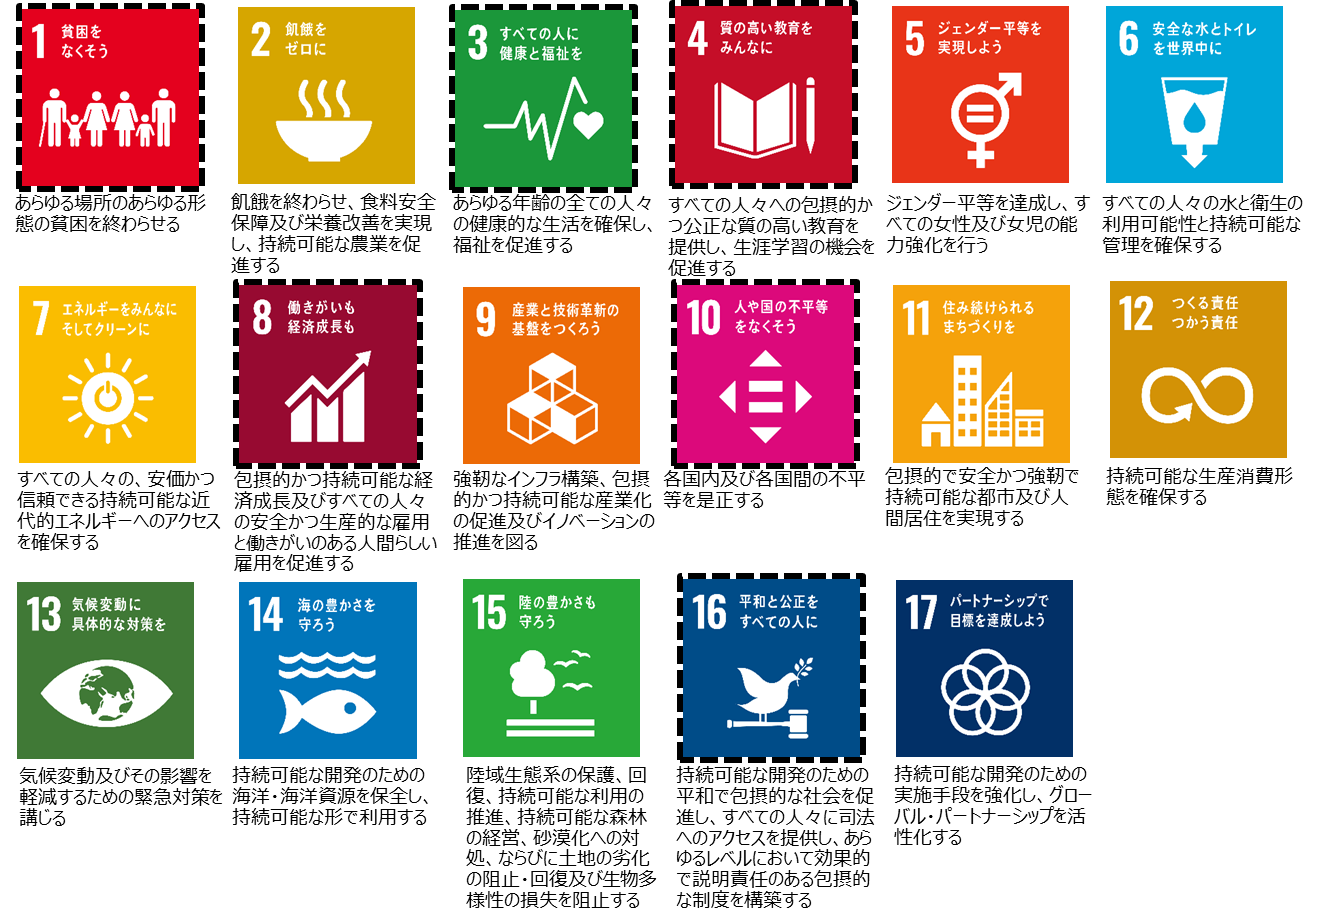 1 貧困を
なくそう
あらゆる場所のあらゆる形
態の貧困を終わらせる
2 飢餓を
ゼロに
飢餓を終わらせ、食料安全
保障及び栄養改善を実現
し、持続可能な農業を促
進する
3 すべての人に
健康と福祉を
あらゆる年齢の全ての人々
の健康的な生活を確保し、
福祉を促進する
4 質の高い教育を
みんなに
すべての人々への包摂的か
つ公正な質の高い教育を
提供し、生涯学習の機会を
促進する
5 ジェンダー平等を
実現しよう
ジェンダー平等を達成し、す
べての女性及び女児の能
力強化を行う
6 安全な水とトイレ
を世界中に
すべての人々の水と衛生の
利用可能性と持続可能な
管理を確保する
7 エネルギーをみんなに
そしてクリーンに
すべての人々の、安価かつ
信頼できる持続可能な近
代的エネルギーへのアクセス
を確保する
8 働きがいも
経済成長も
包摂的かつ持続可能な経
済成長及びすべての人々
の安全かつ生産的な雇用
と働きがいのある人間らしい
雇用を促進する
9 産業と技術革新の
基盤をつくろう
強靭なインフラ構築、包摂
的かつ持続可能な産業化
の促進及びイノベーションの
推進を図る
10 人や国の不平等
をなくそう
各国内及び各国間の不平
等を是正する
11 住み続けられる
まちづくりを
包摂的で安全かつ強靭で
持続可能な都市及び人
間居住を実現する
12 つくる責任
つかう責任
持続可能な生産消費形
態を確保する
13 気候変動に
具体的な対策を
気候変動及びその影響を
軽減するための緊急対策を
講じる
14 海の豊かさを
守ろう
持続可能な開発のための
海洋・海洋資源を保全し、
持続可能な形で利用する
15 陸の豊かさも
守ろう
陸域生態系の保護、回
復、持続可能な利用の
推進、持続可能な森林
の経営、砂漠化への対
処、ならびに土地の劣化
の阻止・回復及び生物多
様性の損失を阻止する
16 平和と公正を
すべての人に
持続可能な開発のための
平和で包摂的な社会を促
進し、すべての人々に司法
へのアクセスを提供し、あら
ゆるレベルにおいて効果的
で説明責任のある包摂的
な制度を構築する
17 パートナーシップで
目標を達成しよう
持続可能な開発のための
実施手段を強化し、グロー
バル・パートナーシップを活
性化する